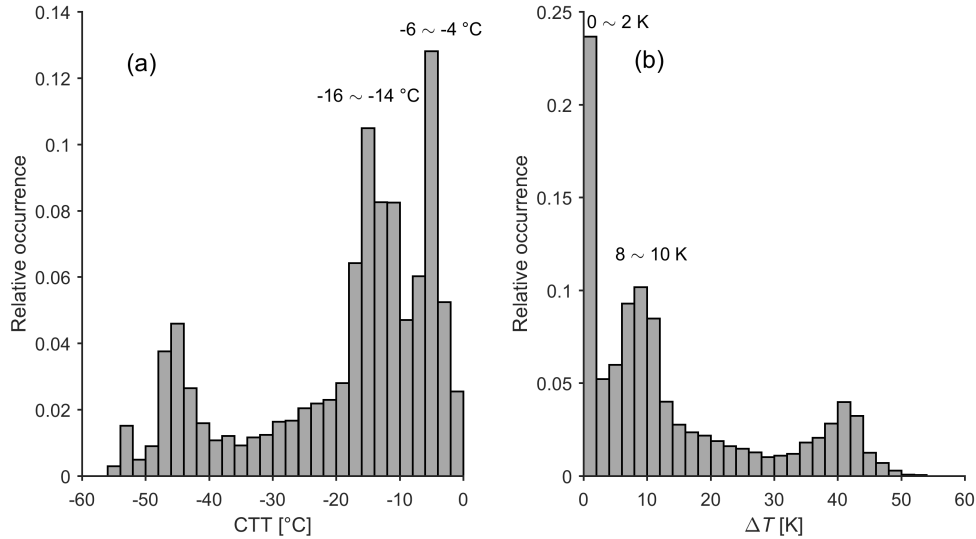 0.14
0.12
0.1
0.08
0.06
0.04
0.02
0
-60
-50
-40
-30
-20
-10
0
CTT [°C]
Relative occurrence
(a)
-6 ~ -4 °C
-16 ~ -14 °C
0.25
0.2
0.15
0.1
0.05
0
0
10
20
30
40
50
60
ΔT [K]
Relative occurrence
0 ~ 2 K
(b)
8 ~ 10 K